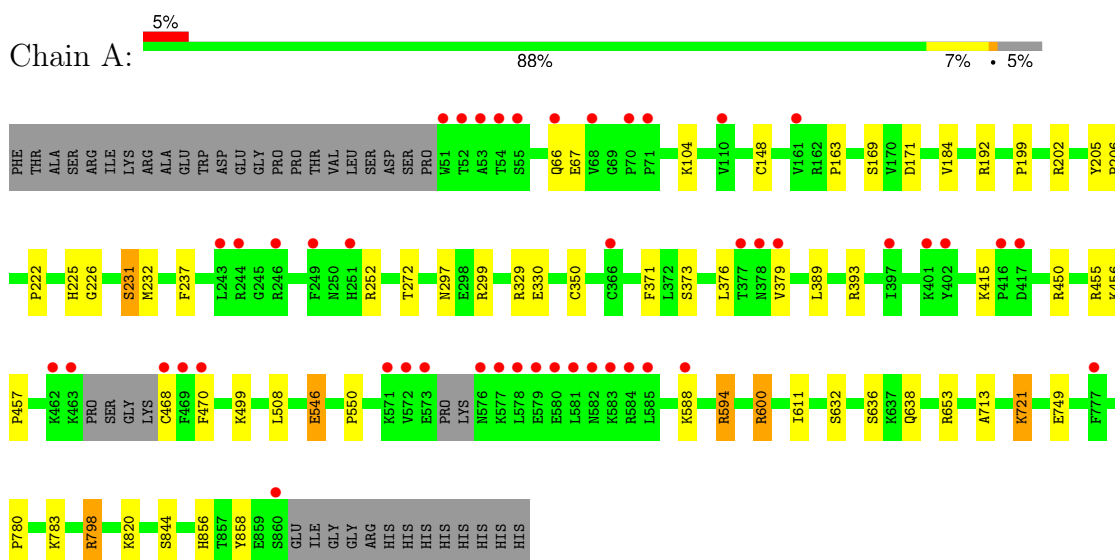 5%
Chain A:
88% 7% • 5%
PHE THR ALA SER ARG ILE LYS ARG ALA GLU TRP ASP GLU GLY PRO PRO THR VAL LEU SER ASP SER PRO W51 T52 A53 T54 S55 Q66 E67 V68 G69 P70 P71 K104 V110 C148 V161 R162 P163 S169 V170 D171 V184 R192 P199 R202 Y205 R206
P222 H225 G226 S231 M232 F237 L243 R244 G245 R246 F249 N250 H251 R252 T272 N297 E298 R299 R329 E330 C350 C366 F371 L372 S373 L376 T377 N378 V379 L389 R393 I397 K401 Y402 K415 P416 D417 R450 R455 K456
P457 K462 K463 PRO SER GLY LYS C468 F469 F470 K499 L508 E546 P550 K571 V572 E573 PRO LYS N576 K577 L578 E579 E580 L581 N582 K583 R584 L585 K588 R594 R600 I611 S632 S636 K637 Q638 R653 A713 K721 E749 F777
P780 K783 R798 K820 S844 H856 T857 Y858 E859 S860 GLU ILE GLY GLY ARG HIS HIS HIS HIS HIS HIS HIS HIS